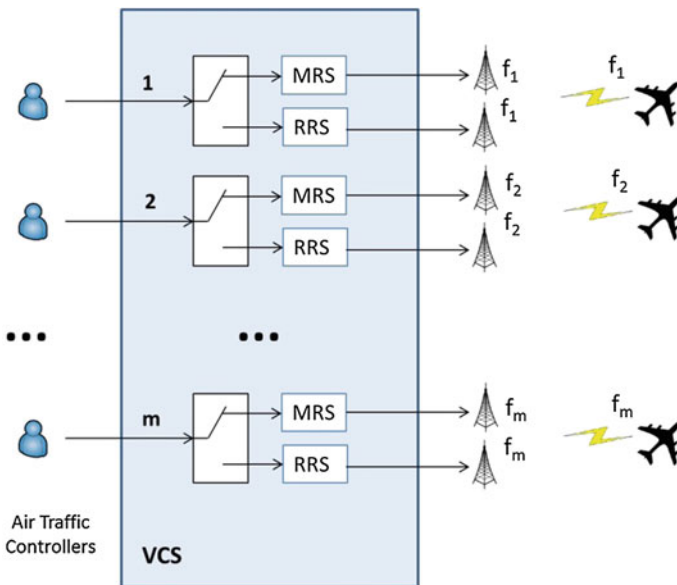 1
MRS
f1
f1
RRS
f1
2
MRS
f2
f2
RRS
f2
...
...
m
MRS
fm
fm
RRS
fm
Air Traffic
Controllers
VCS